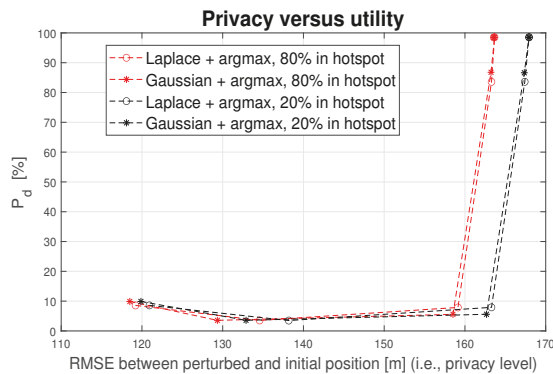 Privacy versus utility
Laplace + argmax, 80% in hotspot
Gaussian + argmax, 80% in hotspot
Laplace + argmax, 20% in hotspot
Gaussian + argmax, 20% in hotspot
P_d [%]
100
90
80
70
60
50
40
30
20
10
0
110 120 130 140 150 160 170
RMSE between perturbed and initial position [m] (i.e., privacy level)